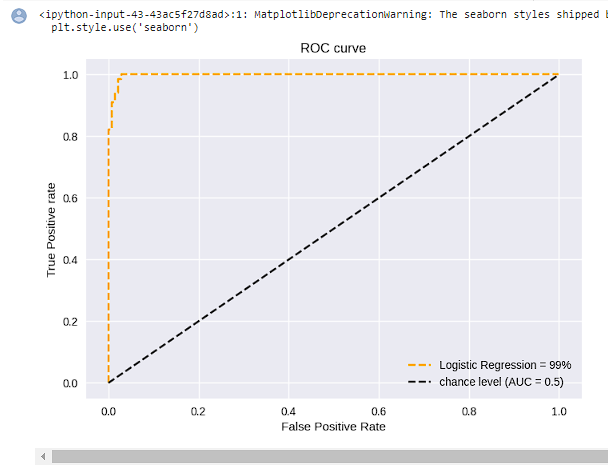 <ipython-input-43-43ac5f27d8ad>:1: MatplotlibDeprecationWarning: The seaborn styles shipped
plt.style.use('seaborn')
ROC curve
1.0
0.8
0.6
0.4
0.2
0.0
True Positive rate
Logistic Regression = 99%
chance level (AUC = 0.5)
0.0 0.2 0.4 0.6 0.8 1.0
False Positive Rate